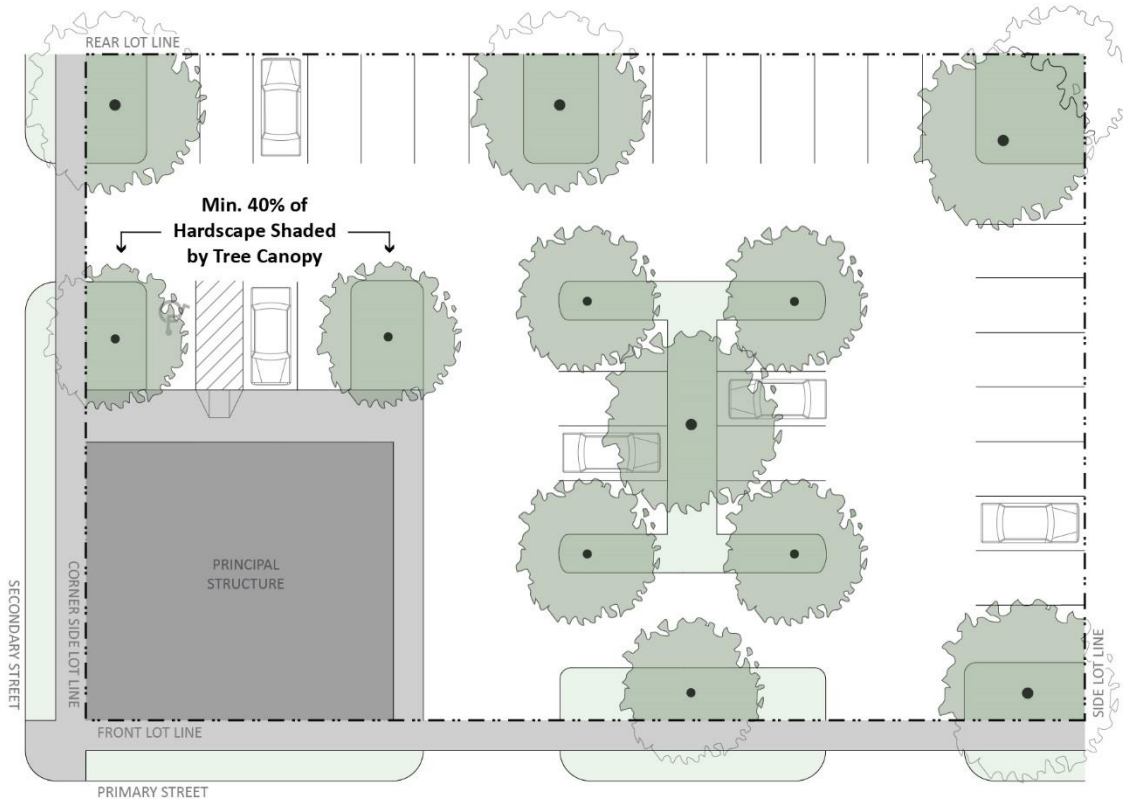 REAR LOT LINE
Min. 40% of
Hardscape Shaded
by Tree Canopy
PRINCIPAL
STRUCTURE
SECONDARY STREET
CORNER SIDE LOT LINE
SIDE LOT LINE
FRONT LOT LINE
PRIMARY STREET